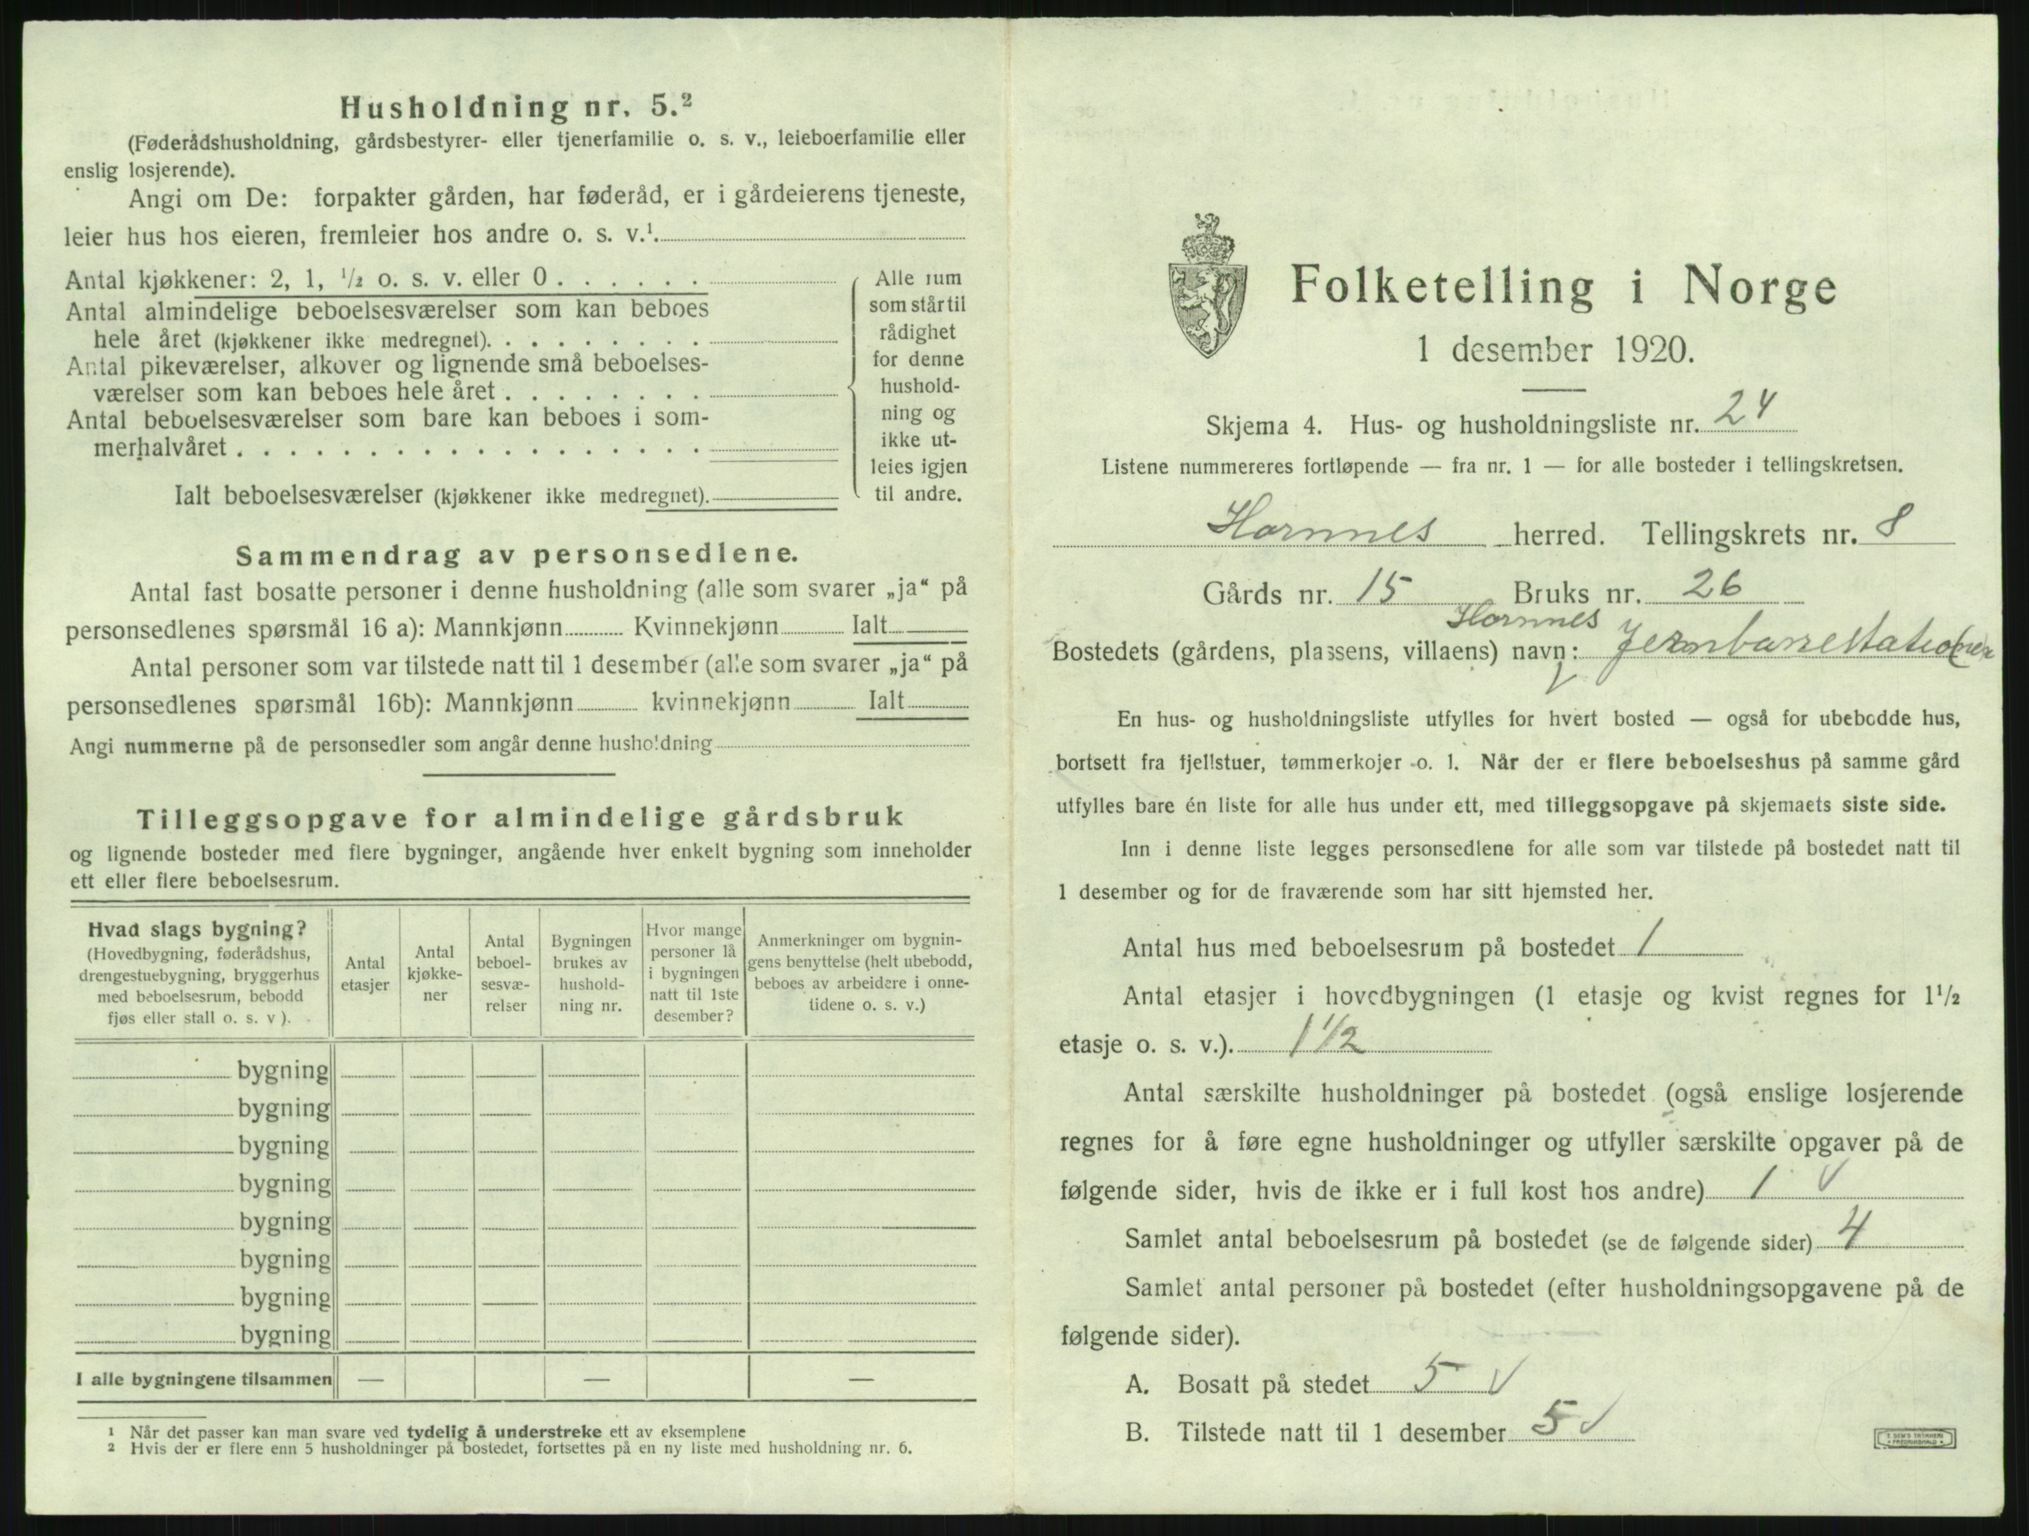 Husholdning nr. 5.²
(Føderådshusholdning, gårdsbestyrer- eller tjenerfamilie o. s. v., leieboerfamilie eller
enslig losjerende).
Angi om De: forpakter gården, har føderåd, er i gårdeierens tjeneste,
leier hus hos eieren, fremleier hos andre o. s. v.¹
Antal kjøkkener: 2, 1, ½ o. s. v. eller 0
Antal almindelige beboelsesværelser som kan beboes
hele året (kjøkkener ikke medregnet).
Antal pikeværelser, alkover og lignende små beboelses-
værelser som kan beboes hele året
Antal beboelsesværelser som bare kan beboes i som-
merhalvåret
Ialt beboelsesværelser (kjøkkener ikke medregnet).
Alle rum
som står til
rådighet
for denne
hushold-
ning og
ikke ut-
leies igjen
til andre.
Sammendrag av personsedlene.
Antal fast bosatte personer i denne husholdning (alle som svarer „ja“ på
personsedlenes spørsmål 16 a): Mannkjønn Kvinnekjønn Ialt
Antal personer som var tilstede natt til 1 desember (alle som svarer „ja“ på
personsedlenes spørsmål 16b): Mannkjønn kvinnekjønn Ialt
Angi nummerne på de personsedler som angår denne husholdning
Tilleggsopgave for almindelige gårdsbruk
og lignende bosteder med flere bygninger, angående hver enkelt bygning som inneholder
ett eller flere beboelsesrum.
Hvad slags bygning?
(Hovedbygning, føderådshus,
drengestuebygning, bryggerhus
med beboelsesrum, bebodd
fjøs eller stall o. s. v ).
Antal
etasjer
Antal
kjøkke-
ner
Antal
beboel-
sesvæ-
relser
Bygningen
brukes av
hushold-
ning nr.
Hvor mange
personer lå
i bygningen
natt til 1ste
desember?
Anmerkninger om bygnin-
gens benyttelse (helt ubebodd,
beboes av arbeidere i onne-
tidene o. s. v.)
bygning
bygning
bygning
bygning
bygning
bygning
bygning
bygning
I alle bygningene tilsammen — — —
¹ Når det passer kan man svare ved tydelig å understreke ett av eksemplene
² Hvis der er flere enn 5 husholdninger på bostedet, fortsettes på en ny liste med husholdning nr. 6.
Folketelling i Norge
1 desember 1920.
Skjema 4. Hus- og husholdningsliste nr. 24
Listene nummereres fortløpende — fra nr. 1 — for alle bosteder i tellingskretsen.
Hornnes herred. Tellingskrets nr. 8
Gårds nr. 15 Bruks nr. 26
Hornnes
Bostedets (gårdens, plassens, villaens) navn:
En hus- og husholdningsliste utfylles for hvert bosted — også for ubebodde hus,
bortsett fra fjellstuer, tømmerkojer o. l. Når der er flere beboelseshus på samme gård
utfylles bare én liste for alle hus under ett, med tilleggsopgave på skjemaets siste side.
Inn i denne liste legges personsedlene for alle som var tilstede på bostedet natt til
1 desember og for de fraværende som har sitt hjemsted her.
Antal hus med beboelsesrum på bostedet 1
Antal etasjer i hovedbygningen (1 etasje og kvist regnes for 1½
etasje o. s. v.). 1½
Antal særskilte husholdninger på bostedet (også enslige losjerende
regnes for å føre egne husholdninger og utfyller særskilte opgaver på de
følgende sider, hvis de ikke er i full kost hos andre) 1 √
Samlet antal beboelsesrum på bostedet (se de følgende sider) 4
Samlet antal personer på bostedet (efter husholdningsopgavene på de
følgende sider).
A. Bosatt på stedet 5 √
B. Tilstede natt til 1 desember 5 √